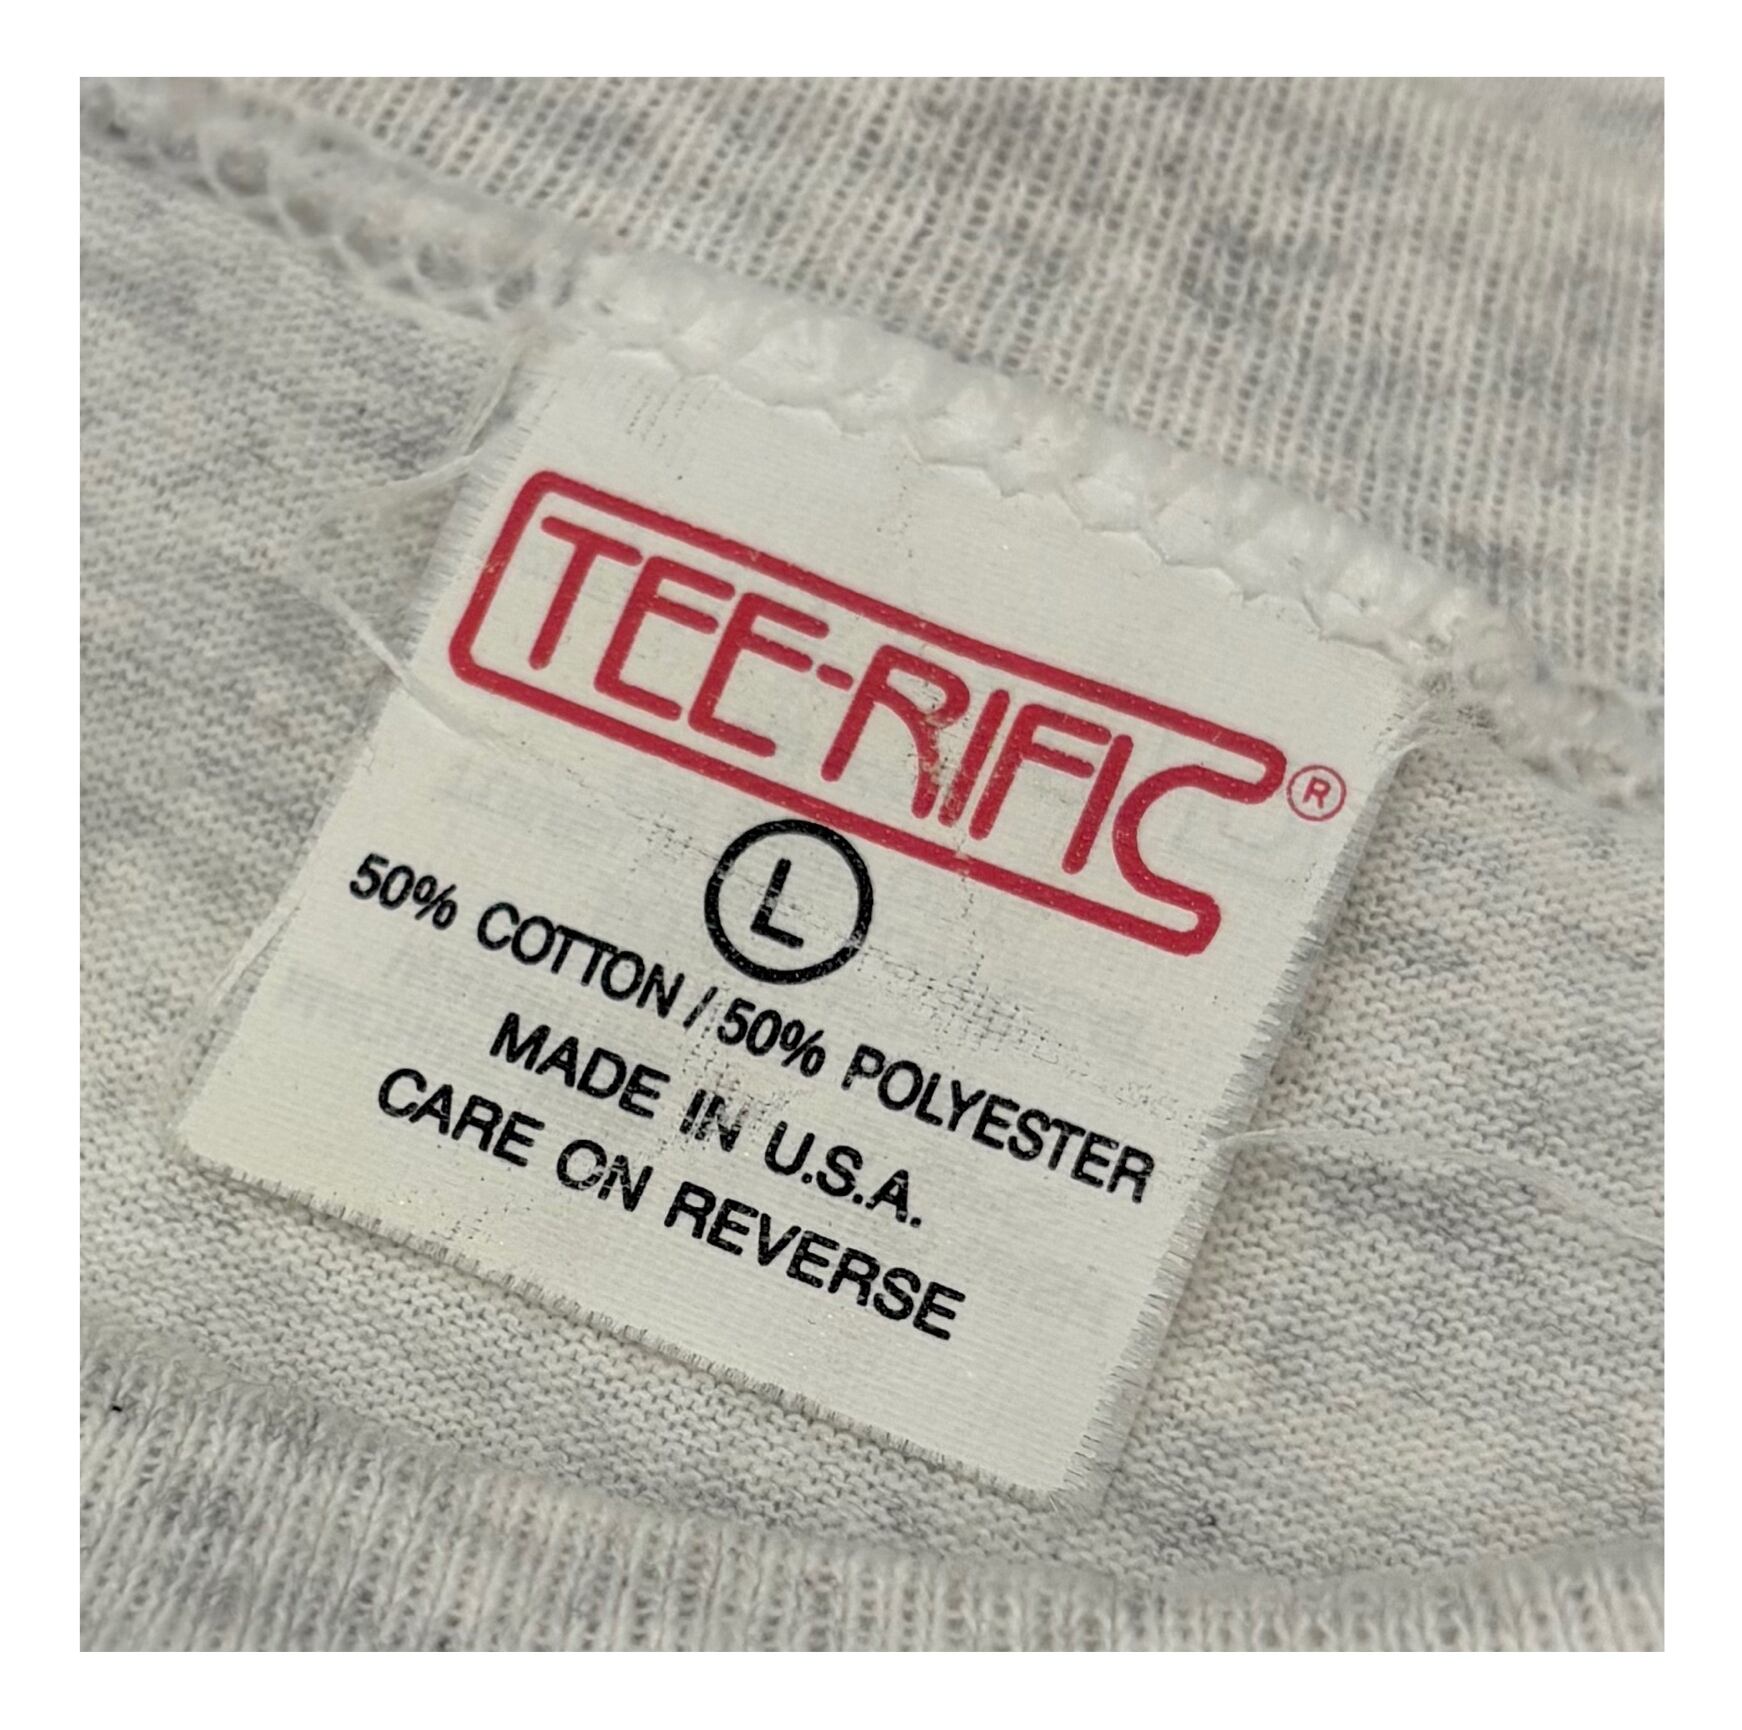 TEE-RIFIC®
L
50% COTTON / 50% POLYESTER
MADE IN U.S.A.
CARE ON REVERSE